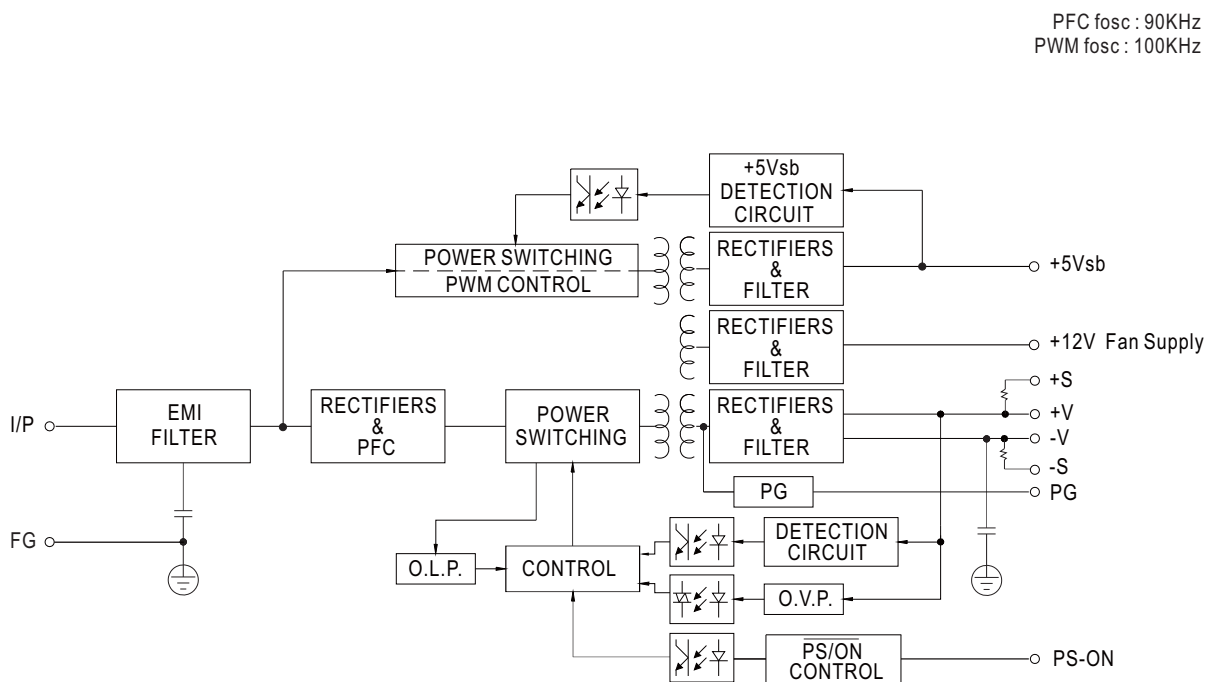 PFC fosc : 90KHz
PWM fosc : 100KHz
+5Vsb
DETECTION
CIRCUIT
POWER SWITCHING
PWM CONTROL
RECTIFIERS
&
FILTER
+5Vsb
RECTIFIERS
&
FILTER
+12V Fan Supply
I/P
EMI
FILTER
RECTIFIERS
&
PFC
POWER
SWITCHING
RECTIFIERS
&
FILTER
+S
+V
-V
-S
PG
PG
FG
O.L.P.
CONTROL
DETECTION
CIRCUIT
O.V.P.
PS/ON
CONTROL
PS-ON